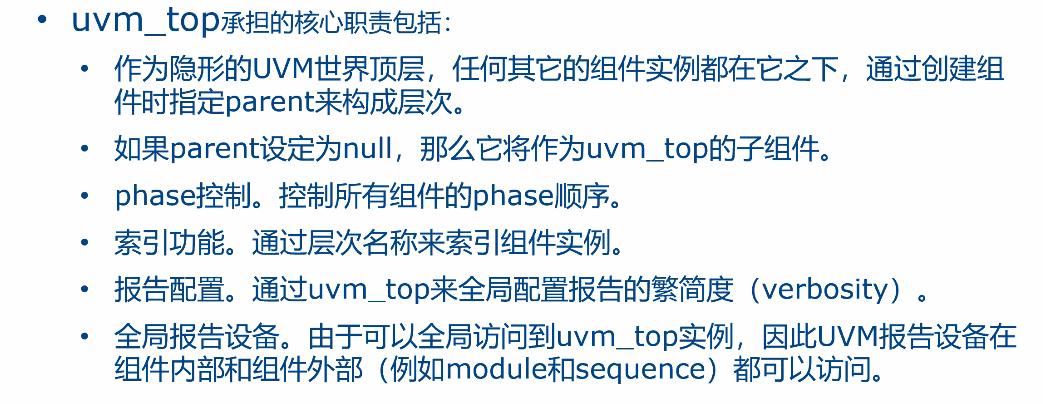 • uvm_top承担的核心职责包括：
• 作为隐形的UVM世界顶层，任何其它的组件实例都在它之下，通过创建组
件时指定parent来构成层次。
• 如果parent设定为null，那么它将作为uvm_top的子组件。
• phase控制。控制所有组件的phase顺序。
• 索引功能。通过层次名称来索引组件实例。
• 报告配置。通过uvm_top来全局配置报告的繁简度（verbosity）。
• 全局报告设备。由于可以全局访问到uvm_top实例，因此UVM报告设备在
组件内部和组件外部（例如module和sequence）都可以访问。